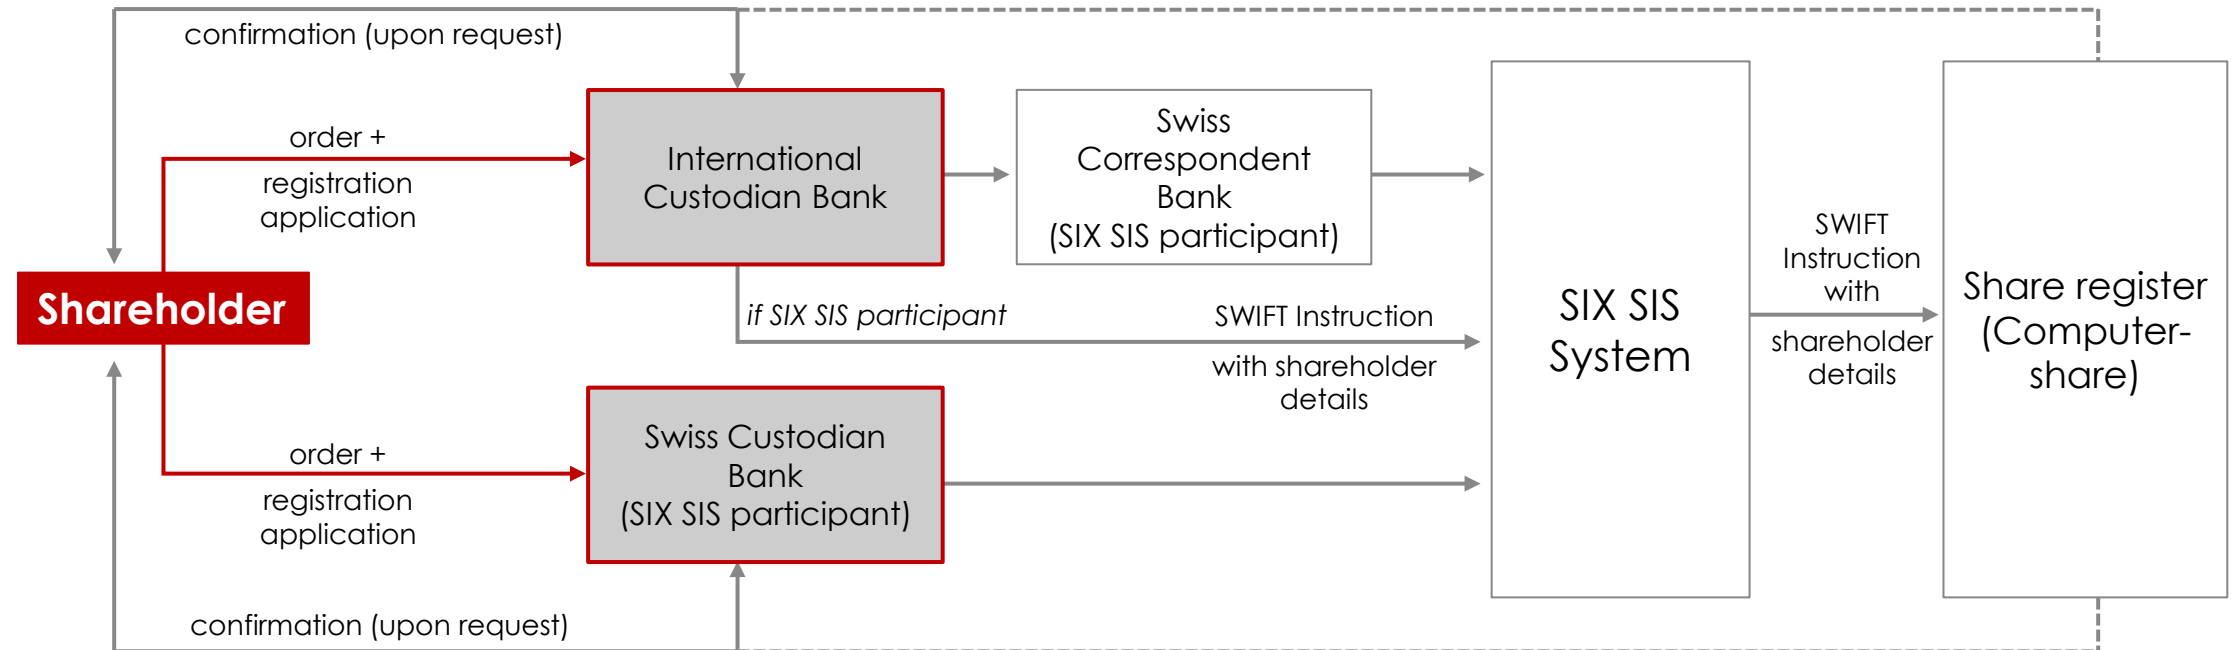 confirmation (upon request)
order +
registration
application
Shareholder
order +
registration
application
confirmation (upon request)
International
Custodian Bank
if SIX SIS participant
Swiss Custodian
Bank
(SIX SIS participant)
Swiss
Correspondent
Bank
(SIX SIS participant)
SWIFT Instruction
with shareholder
details
SIX SIS
System
SWIFT
Instruction
with
shareholder
details
Share register
(Computer-
share)